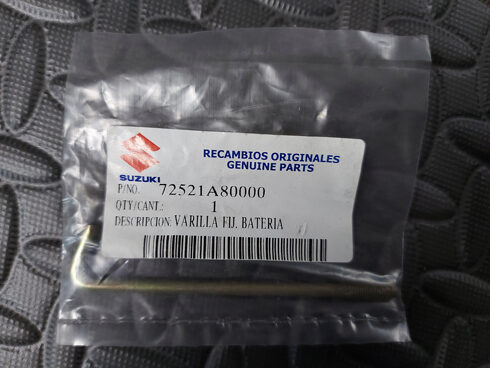 RECAMBIOS ORIGINALES
GENUINE PARTS
SUZUKI
P/NO. 72521A80000
QTY/CANT.: 1
DESCRIPCION: VARILLA FIJ. BATERIA